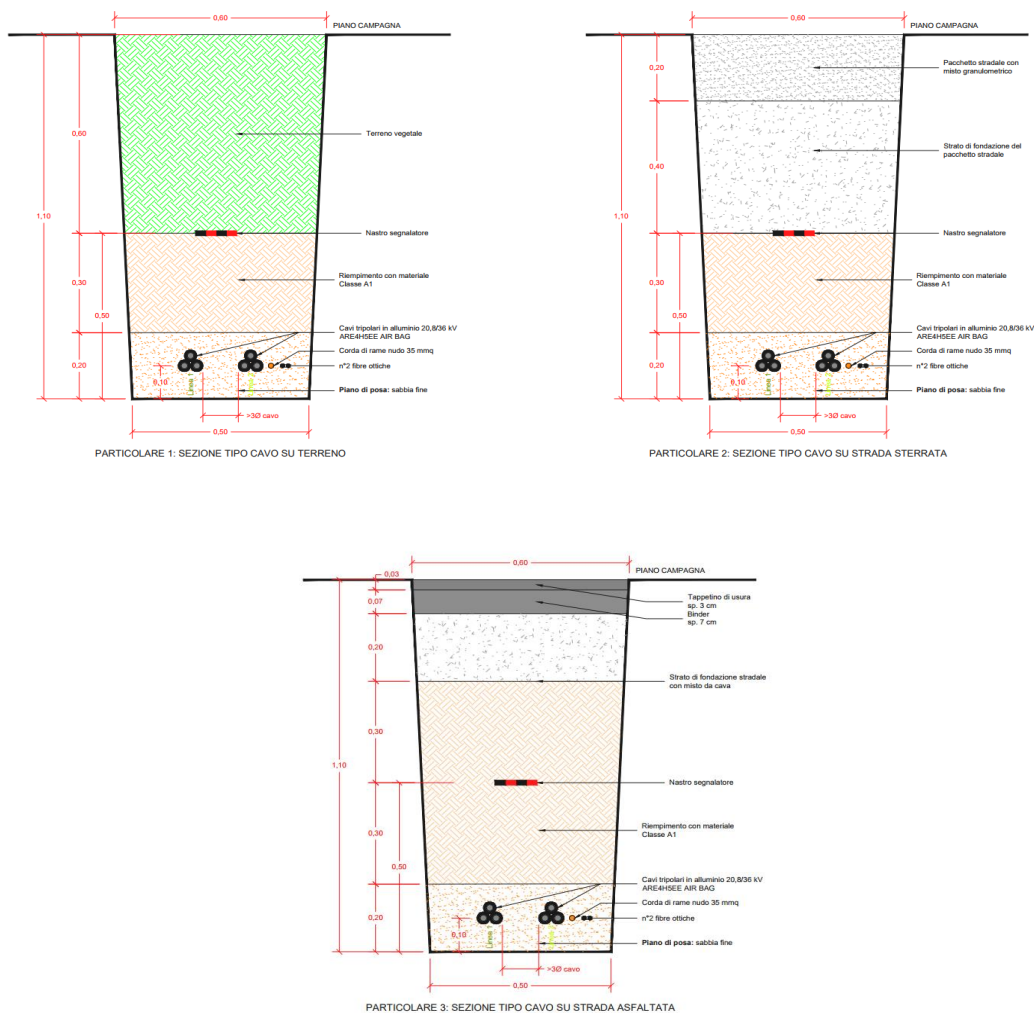 0,60
PIANO CAMPAGNA
0,60
1,10
Terreno vegetale
Nastro segnalatore
0,30
0,50
Riempimento con materiale
Classe A1
Cavi tripolari in alluminio 20,8/36 kV
ARE4H5EE AIR BAG
Corda di rame nudo 35 mmq
0,20
0,10
n°2 fibre ottiche
Linea 1
Piano di posa: sabbia fine
>3Ø cavo
0,50
PARTICOLARE 1: SEZIONE TIPO CAVO SU TERRENO
0,60
PIANO CAMPAGNA
0,20
Pacchetto stradale con
misto granulometrico
0,40
Strato di fondazione del
pacchetto stradale
1,10
Nastro segnalatore
0,30
0,50
Riempimento con materiale
Classe A1
Cavi tripolari in alluminio 20,8/36 kV
ARE4H5EE AIR BAG
Corda di rame nudo 35 mmq
0,20
0,10
n°2 fibre ottiche
Linea 1
Piano di posa: sabbia fine
>3Ø cavo
0,50
PARTICOLARE 2: SEZIONE TIPO CAVO SU STRADA STERRATA
0,60
PIANO CAMPAGNA
0,03
0,07
Tappetino di usura
sp. 3 cm
Binder
sp. 7 cm
0,20
Strato di fondazione stradale
con misto da cava
0,30
1,10
Nastro segnalatore
0,30
0,50
Riempimento con materiale
Classe A1
Cavi tripolari in alluminio 20,8/36 kV
ARE4H5EE AIR BAG
Corda di rame nudo 35 mmq
0,20
0,10
n°2 fibre ottiche
Linea 1
Piano di posa: sabbia fine
>3Ø cavo
0,50
PARTICOLARE 3: SEZIONE TIPO CAVO SU STRADA ASFALTATA